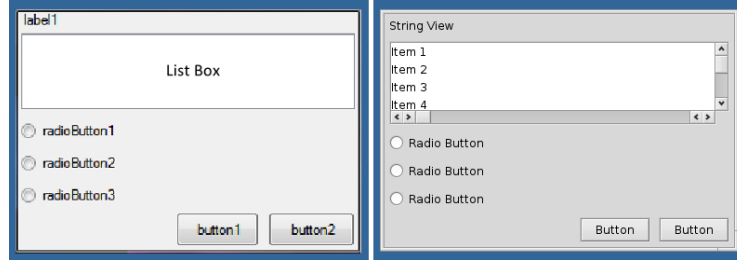 label1
List Box
radioButton1
radioButton2
radioButton3
button1 button2
String View
Item 1
Item 2
Item 3
Item 4
Radio Button
Radio Button
Radio Button
Button Button